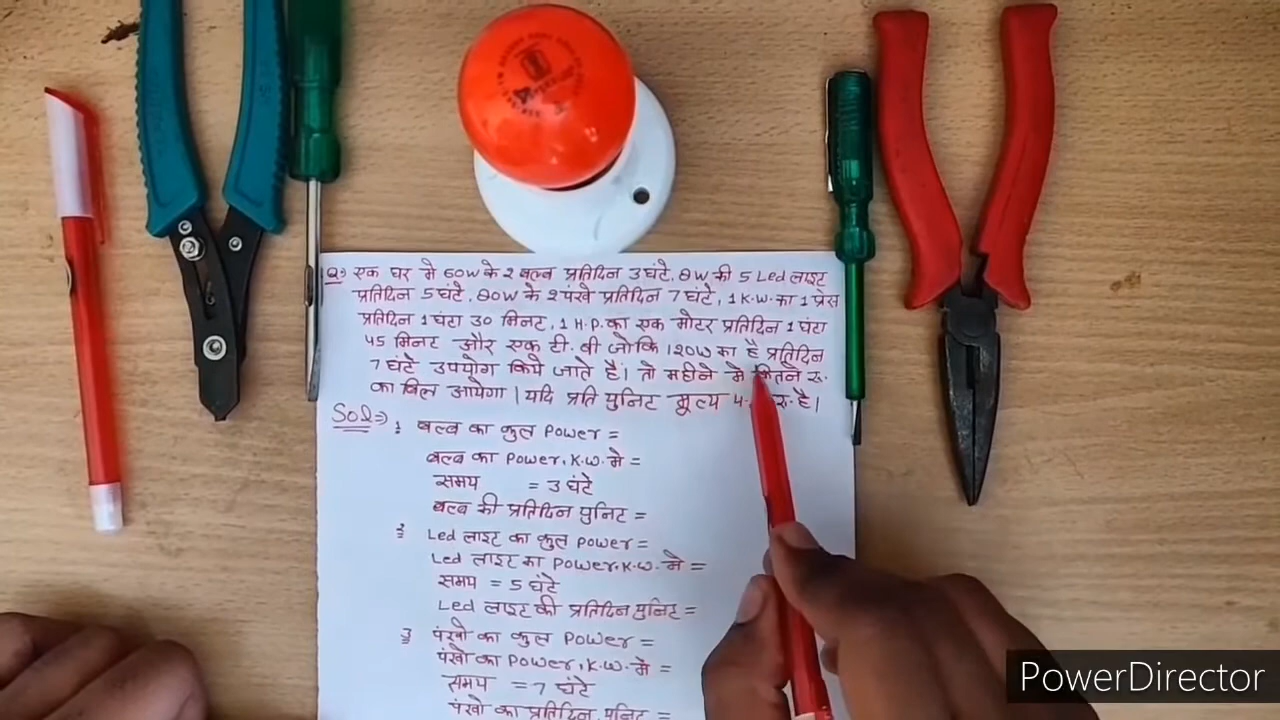 Q:→ एक घर मे 60W के 2 बल्ब प्रतिदिन 3 घंटे, 8W की 5 Led लाइट
प्रतिदिन 5 घंटे, 80W के 2 पंखे प्रतिदिन 7 घंटे, 1 K.W. का 1 प्रेस
प्रतिदिन 1 घंटा 30 मिनट, 1 H.P. का एक मोटर प्रतिदिन 1 घंटा
45 मिनट और एक टी.बी जोकि 120W का है प्रतिदिन
7 घंटे उपयोग किये जाते है। तो महीने मे कितने रु.
का बिल आयेगा। यदि प्रति युनिट मूल्य 4. रु. है।
Sol⇒
1 बल्ब का कुल Power =
बल्ब का Power, K.W. मे =
समय = 3 घंटे
बल्ब की प्रतिदिन युनिट =
2 Led लाइट का कुल Power =
Led लाइट का Power, K.W. मे =
समय = 5 घंटे
Led लाइट की प्रतिदिन युनिट =
3 पंखो का कुल Power =
पंखो का Power, K.W. मे =
समय = 7 घंटे
पंखो का प्रतिदिन युनिट =
PowerDirector